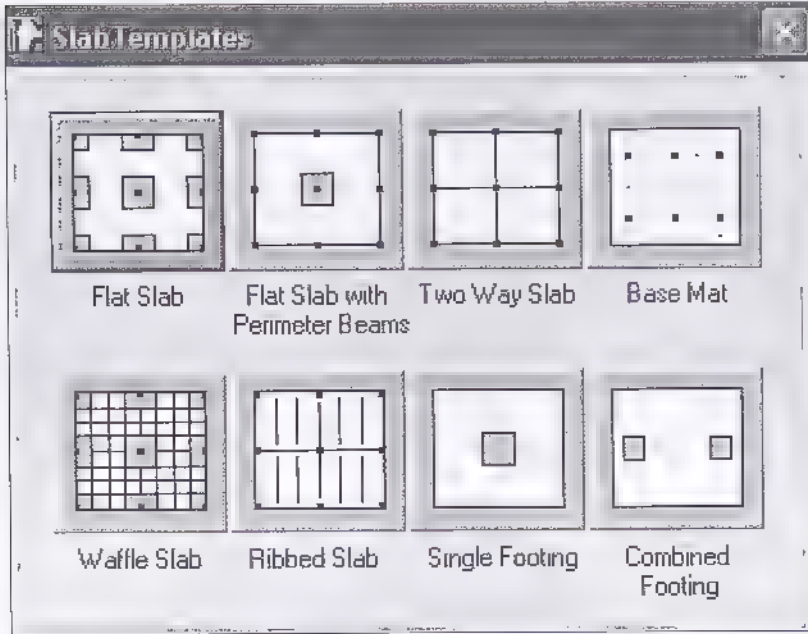 Slab Templates
Flat Slab
Flat Slab with
Perimeter Beams
Two Way Slab
Base Mat
Waffle Slab
Ribbed Slab
Single Footing
Combined
Footing